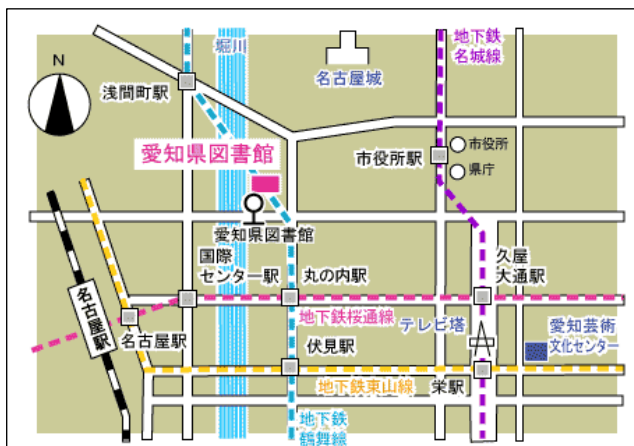 地下鉄
名城線
堀川
名古屋城
N
浅間町駅
市役所
市役所駅
県庁
愛知県図書館
愛知県図書館
国際
センター駅
丸の内駅
久屋
大通駅
名古屋駅
名古屋駅
地下鉄桜通線
テレビ塔
愛知芸術
文化センター
伏見駅
地下鉄東山線
栄駅
地下鉄
鶴舞線